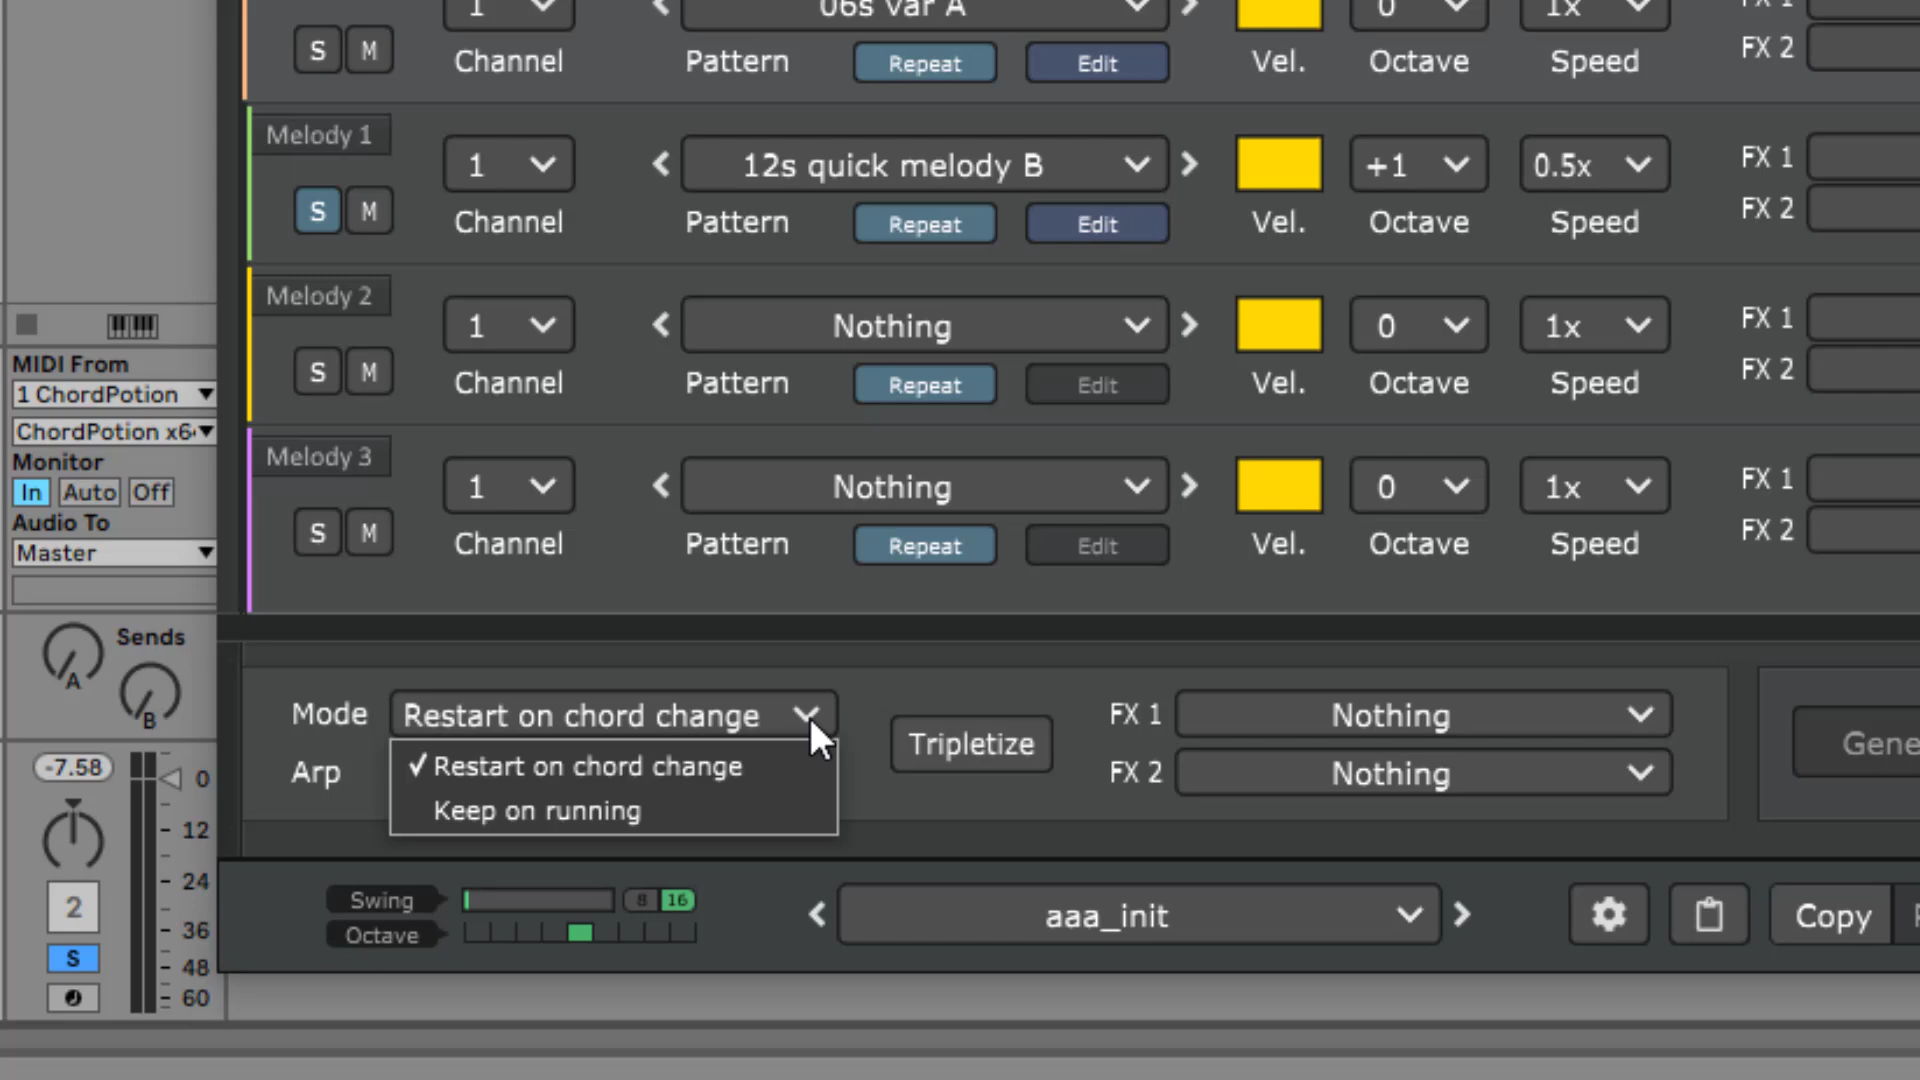 1 06s var A 0 1x
S M Channel Pattern Repeat Edit Vel. Octave Speed FX 2
Melody 1
1 12s quick melody B +1 0.5x FX 1
S M Channel Pattern Repeat Edit Vel. Octave Speed FX 2
Melody 2
1 Nothing 0 1x FX 1
S M Channel Pattern Repeat Edit Vel. Octave Speed FX 2
Melody 3
1 Nothing 0 1x FX 1
S M Channel Pattern Repeat Edit Vel. Octave Speed FX 2
MIDI From
1 ChordPotion
ChordPotion x6
Monitor
In Auto Off
Audio To
Master
Sends
A
B
-7.58
0
12
24
36
48
60
2
S
Mode Restart on chord change
Arp
✓ Restart on chord change
Keep on running
Tripletize
FX 1 Nothing
FX 2 Nothing
Gene
Swing 8 16
Octave
aaa_init
Copy